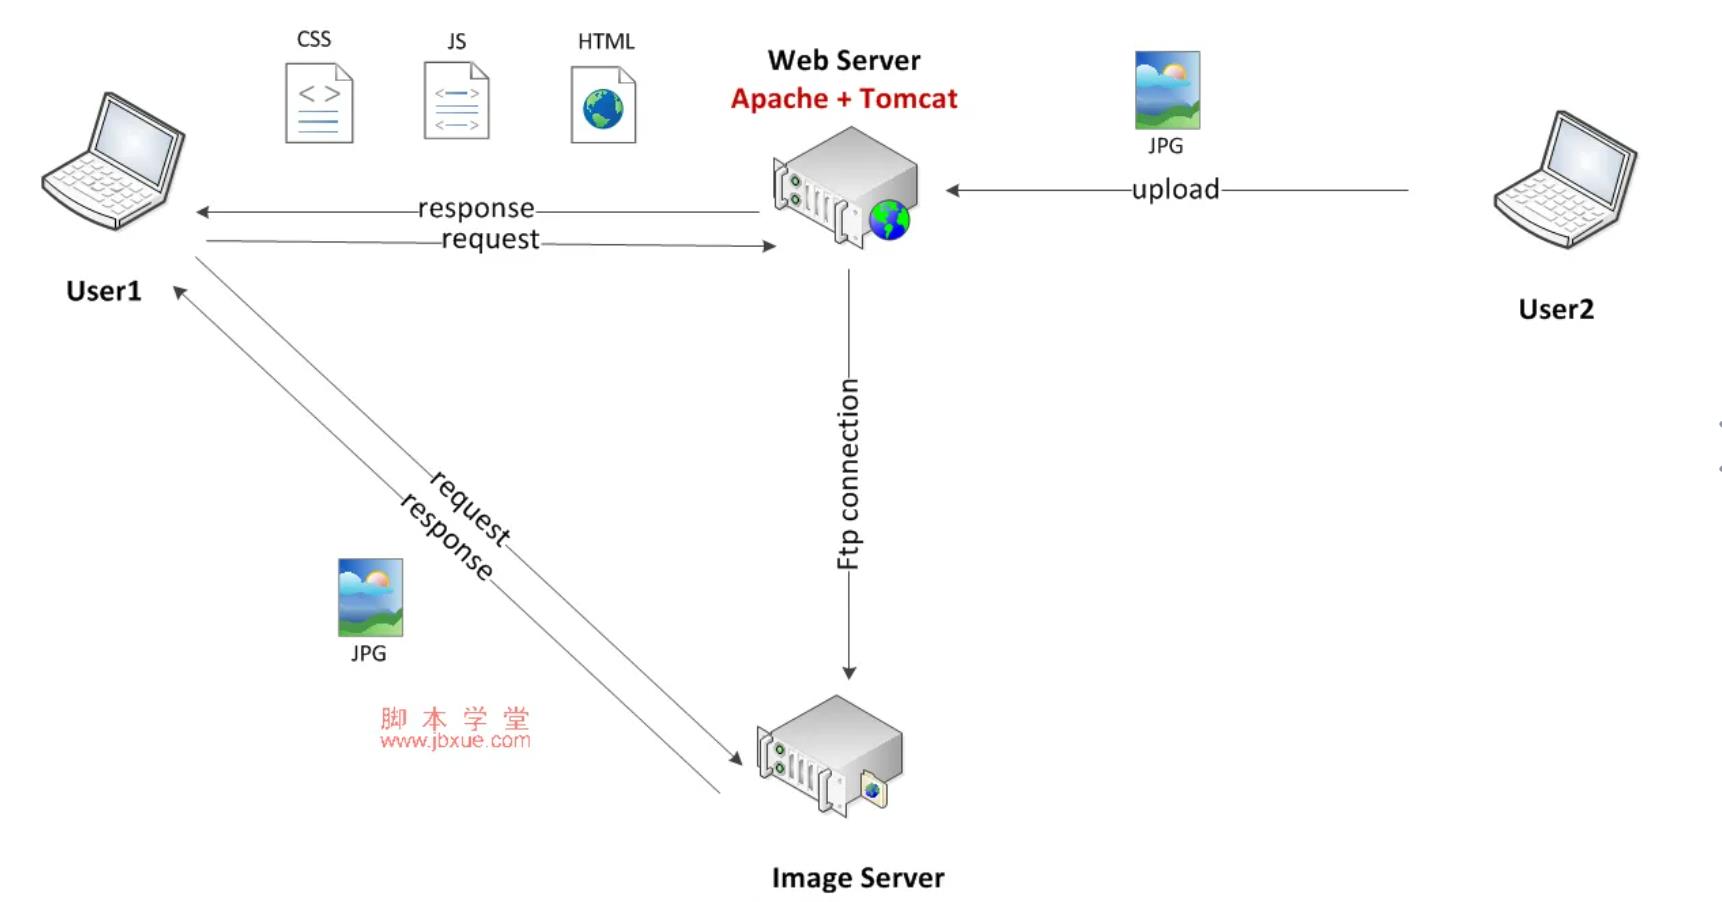 CSS
JS
HTML
Web Server
Apache + Tomcat
JPG
response
request
upload
User1
User2
Ftp connection
request
response
JPG
脚本学堂
www.jbxue.com
Image Server